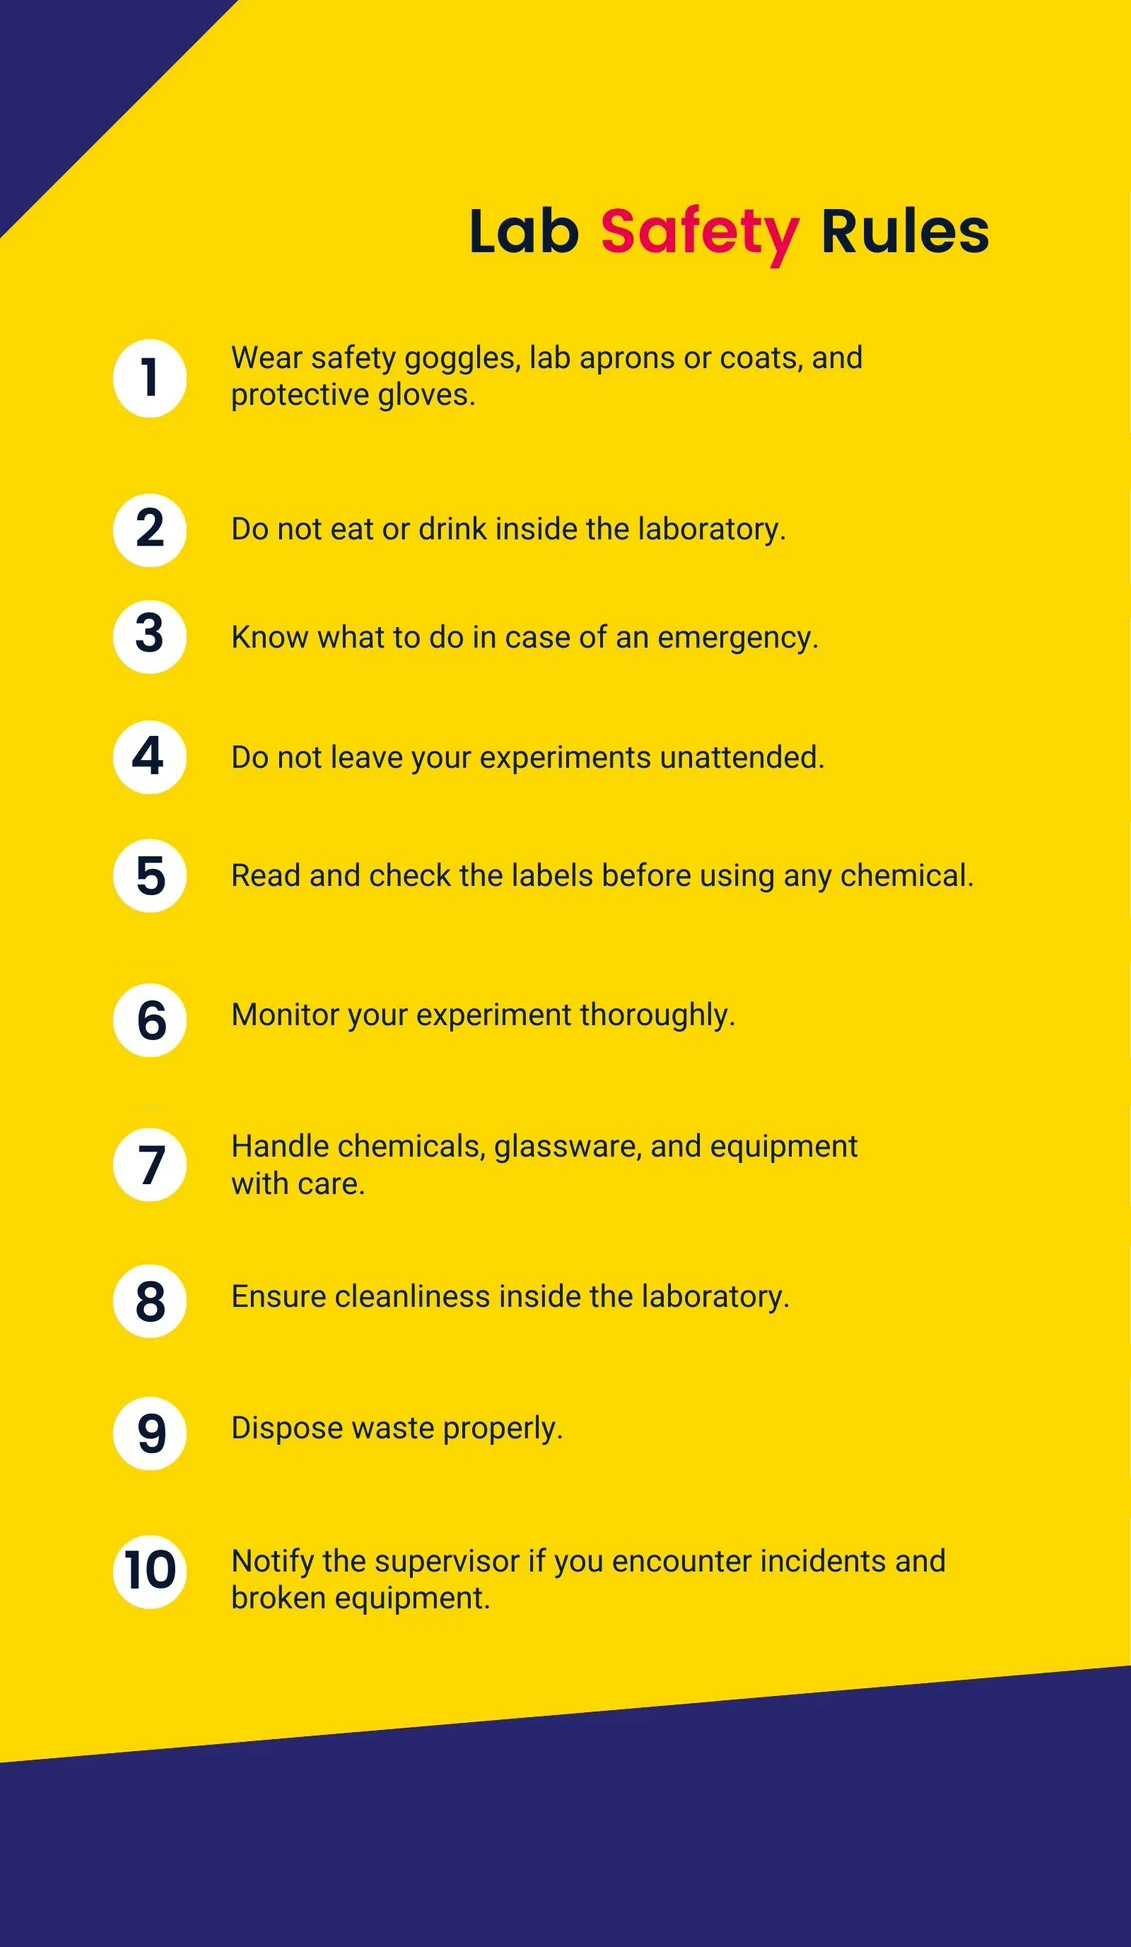 Lab Safety Rules
1
Wear safety goggles, lab aprons or coats, and
protective gloves.
2
Do not eat or drink inside the laboratory.
3
Know what to do in case of an emergency.
4
Do not leave your experiments unattended.
5
Read and check the labels before using any chemical.
6
Monitor your experiment thoroughly.
7
Handle chemicals, glassware, and equipment
with care.
8
Ensure cleanliness inside the laboratory.
9
Dispose waste properly.
10
Notify the supervisor if you encounter incidents and
broken equipment.